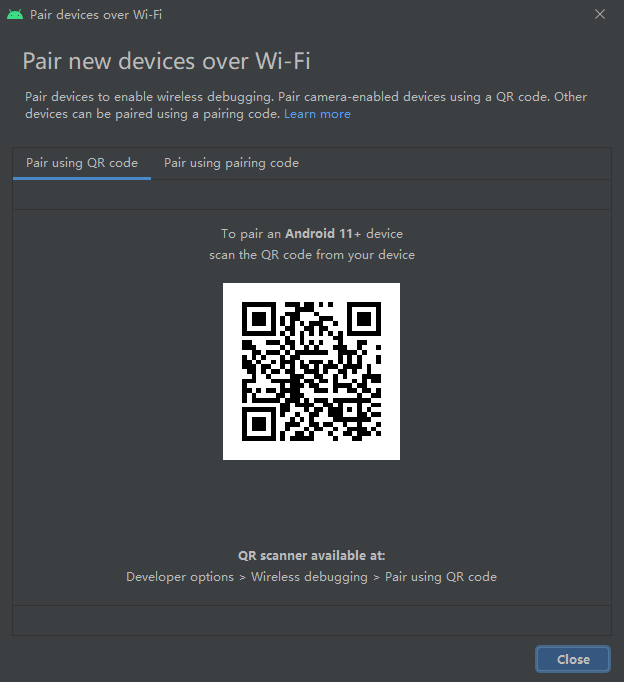 Pair devices over Wi-Fi
Pair new devices over Wi-Fi
Pair devices to enable wireless debugging. Pair camera-enabled devices using a QR code. Other
devices can be paired using a pairing code. Learn more
Pair using QR code
Pair using pairing code
To pair an Android 11+ device
scan the QR code from your device
QR scanner available at:
Developer options > Wireless debugging > Pair using QR code
Close